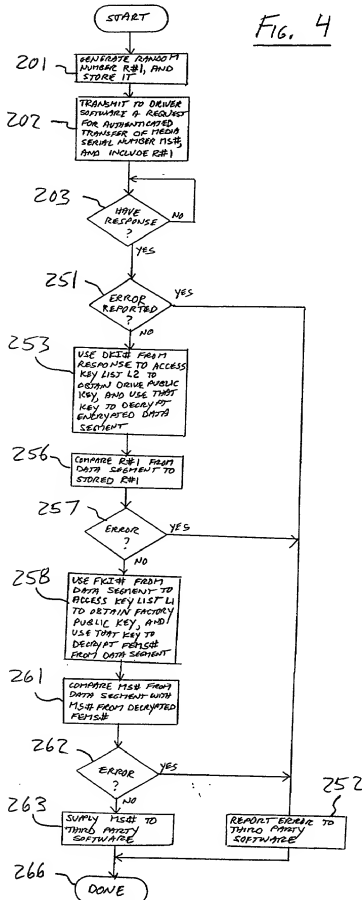 START
FIG. 4
201
GENERATE RANDOM
NUMBER R#1, AND
STORE IT
202
TRANSMIT TO DRIVER
SOFTWARE A REQUEST
FOR AUTHENTICATED
TRANSFER OF MEDIA
SERIAL NUMBER MS#,
AND INCLUDE R#1
203
HAVE
RESPONSE
?
NO
YES
251
ERROR
REPORTED
?
YES
NO
253
USE DKI# FROM
RESPONSE TO ACCESS
KEY LIST L2 TO
OBTAIN DRIVE PUBLIC
KEY, AND USE THAT
KEY TO DECRYPT
ENCRYPTED DATA
SEGMENT
256
COMPARE R#1 FROM
DATA SEGMENT TO
STORED R#1
257
ERROR
?
YES
NO
258
USE FKI# FROM
DATA SEGMENT TO
ACCESS KEY LIST L1
TO OBTAIN FACTORY
PUBLIC KEY, AND
USE THAT KEY TO
DECRYPT FEMS#
FROM DATA SEGMENT
261
COMPARE MS# FROM
DATA SEGMENT WITH
MS# FROM DECRYPTED
FEMS#
262
ERROR
?
YES
NO
263
SUPPLY MS# TO
THIRD PARTY
SOFTWARE
252
REPORT ERROR TO
THIRD PARTY
SOFTWARE
266
DONE